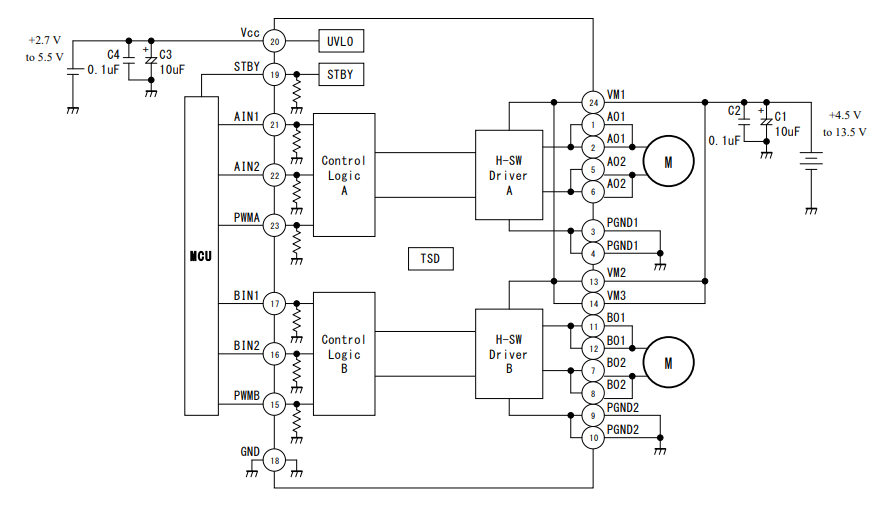 +2.7 V
to 5.5 V
C4
0.1uF
+
C3
10uF
Vcc
20
UVLO
STBY
19
STBY
AIN1
21
AIN2
22
PWMA
23
Control
Logic
A
H-SW
Driver
A
24
VM1
1
AO1
2
AO1
5
AO2
6
AO2
M
3
PGND1
4
PGND1
C2
0.1uF
+
C1
10uF
+4.5 V
to 13.5 V
MCU
TSD
BIN1
17
BIN2
16
PWMB
15
Control
Logic
B
H-SW
Driver
B
13
VM2
14
VM3
11
BO1
12
BO1
7
BO2
8
BO2
M
9
PGND2
10
PGND2
GND
18